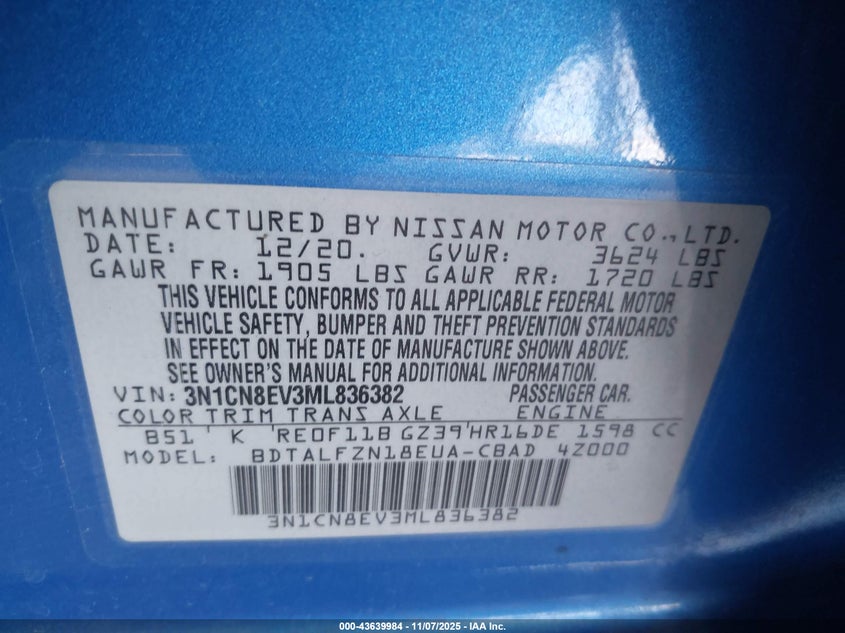 MANUFACTURED BY NISSAN MOTOR CO., LTD.
DATE: 12/20. GVWR: 3624 LBS
GAWR FR: 1905 LBS GAWR RR: 1720 LBS
THIS VEHICLE CONFORMS TO ALL APPLICABLE FEDERAL MOTOR
VEHICLE SAFETY, BUMPER AND THEFT PREVENTION STANDARDS
IN EFFECT ON THE DATE OF MANUFACTURE SHOWN ABOVE.
SEE OWNER'S MANUAL FOR ADDITIONAL INFORMATION.
VIN: 3N1CN8EV3ML836382 PASSENGER CAR.
COLOR TRIM TRANS AXLE ENGINE
B51 K RE0F11B GZ39 HR16DE 1598 CC
MODEL: BDTALFZN18EUA-CBAD 4Z000
3N1CN8EV3ML836382
000-43639984 - 11/07/2025 - IAA Inc.